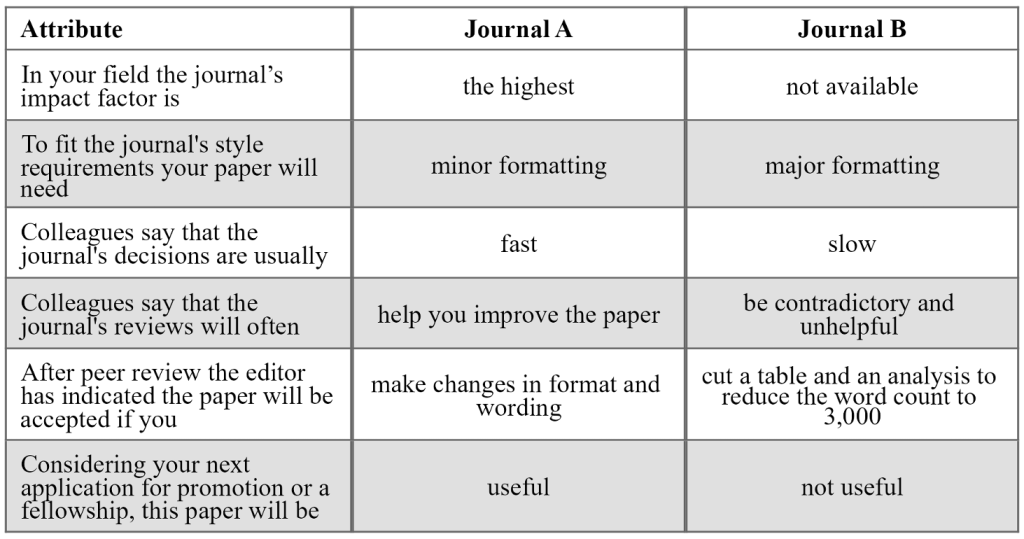 Attribute
Journal A
Journal B
In your field the journal’s
impact factor is
the highest
not available
To fit the journal's style
requirements your paper will
need
minor formatting
major formatting
Colleagues say that the
journal's decisions are usually
fast
slow
Colleagues say that the
journal's reviews will often
help you improve the paper
be contradictory and
unhelpful
After peer review the editor
has indicated the paper will be
accepted if you
make changes in format and
wording
cut a table and an analysis to
reduce the word count to
3,000
Considering your next
application for promotion or a
fellowship, this paper will be
useful
not useful